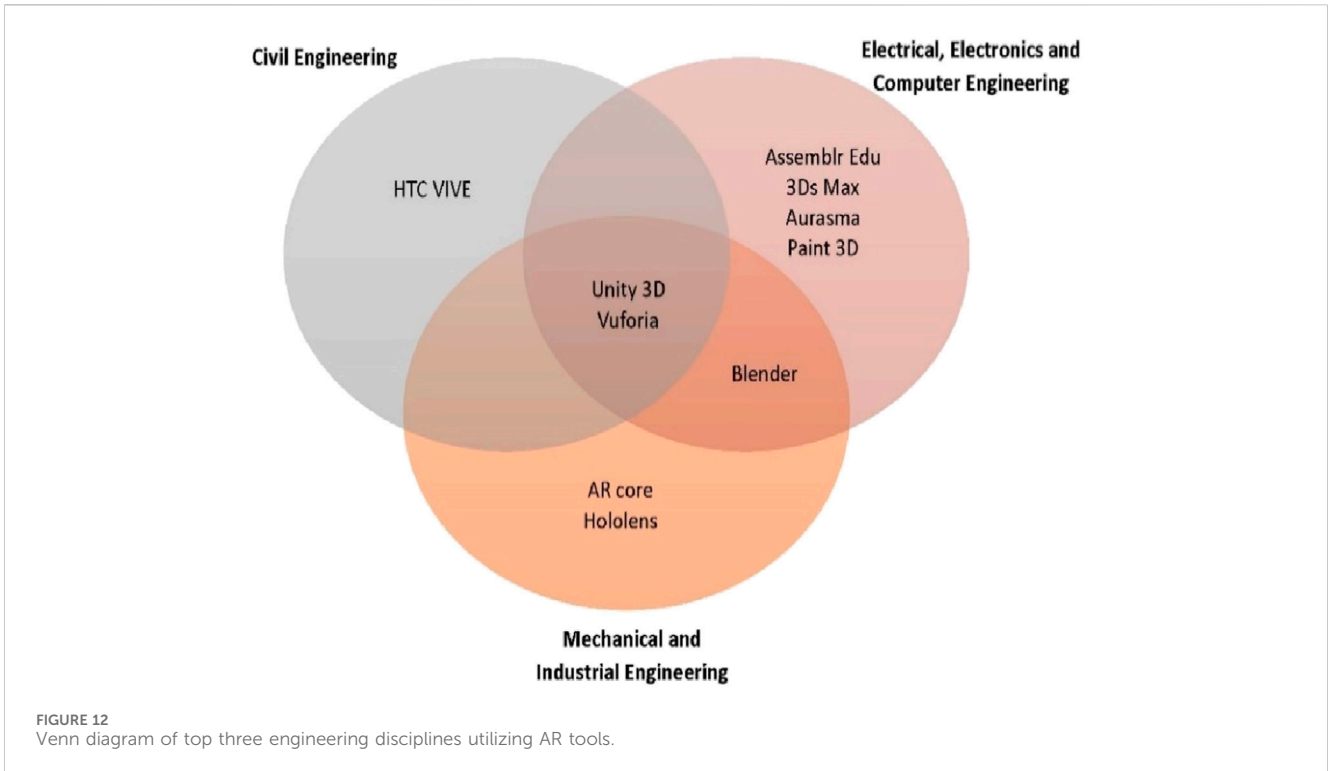 Civil Engineering
Electrical, Electronics and
Computer Engineering
HTC VIVE
Assemblr Edu
3Ds Max
Aurasma
Paint 3D
Unity 3D
Vuforia
Blender
AR core
Hololens
Mechanical and
Industrial Engineering
FIGURE 12
Venn diagram of top three engineering disciplines utilizing AR tools.